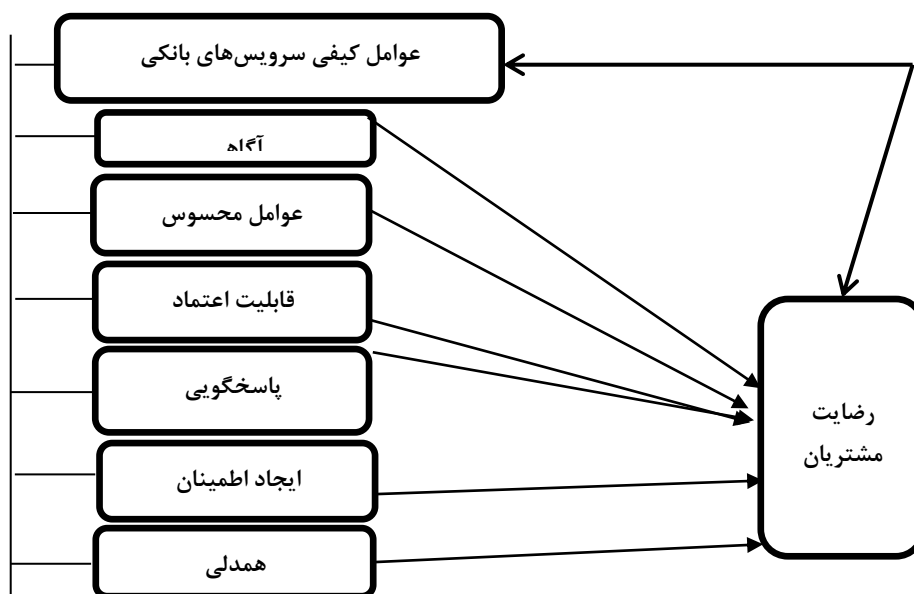 عوامل کیفی سرویس‌های بانکی
عوامل محسوس
قابلیت اعتماد
پاسخگویی
ایجاد اطمینان
همدلی
رضایت
مشتریان